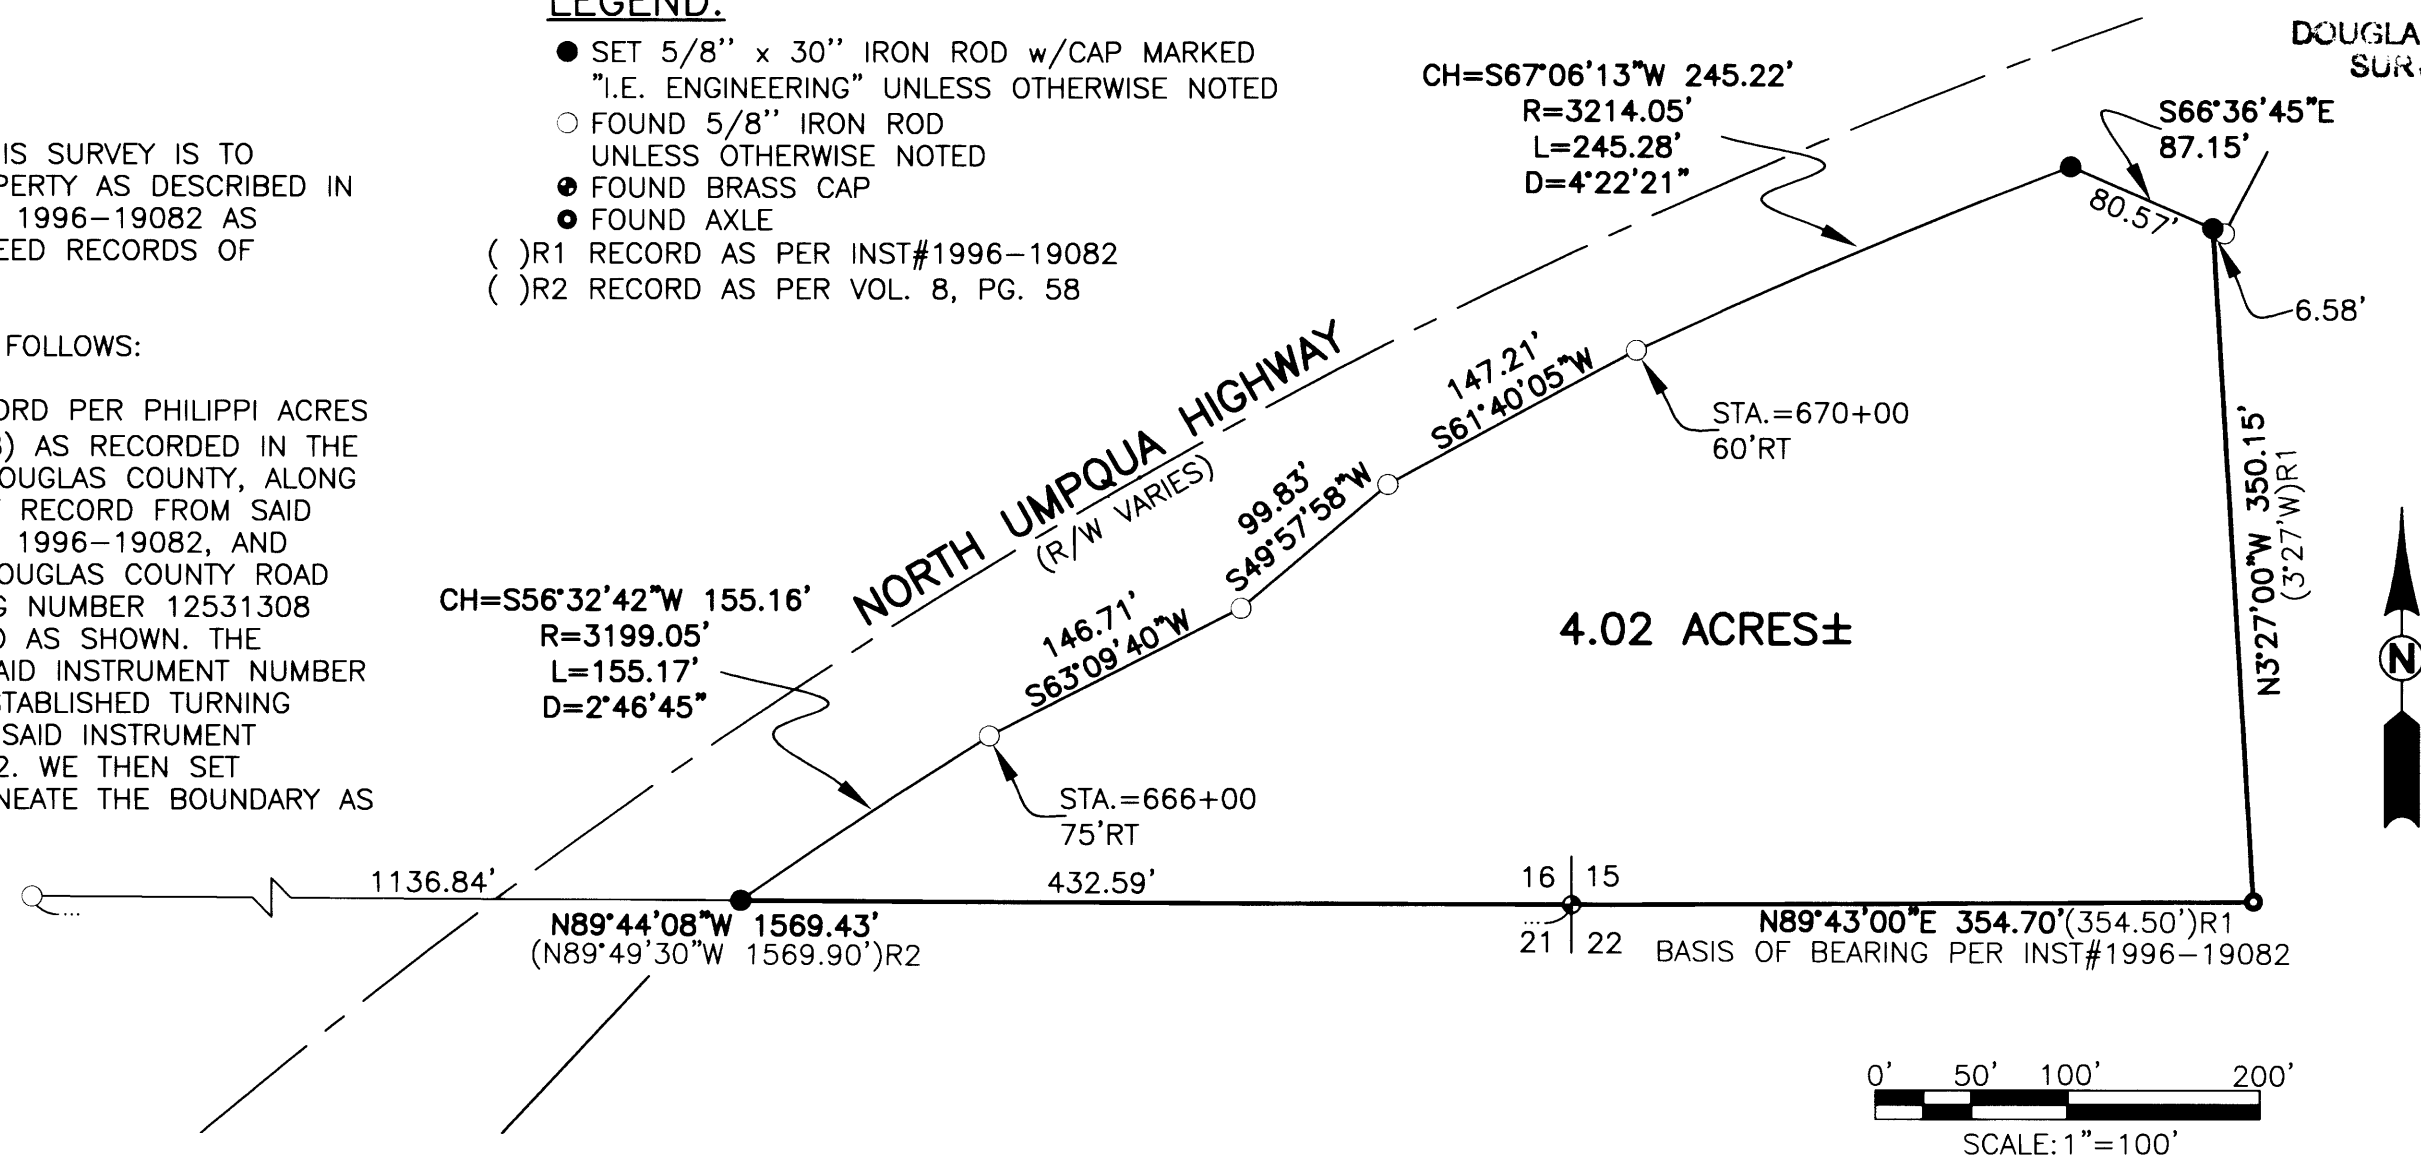 LEGEND:
SET 5/8" x 30" IRON ROD w/CAP MARKED
"I.E. ENGINEERING" UNLESS OTHERWISE NOTED
FOUND 5/8" IRON ROD
UNLESS OTHERWISE NOTED
FOUND BRASS CAP
FOUND AXLE
( )R1 RECORD AS PER INST#1996-19082
( )R2 RECORD AS PER VOL. 8, PG. 58
IS SURVEY IS TO
PERTY AS DESCRIBED IN
1996-19082 AS
EED RECORDS OF
FOLLOWS:
ORD PER PHILIPPI ACRES
) AS RECORDED IN THE
OUGLAS COUNTY, ALONG
RECORD FROM SAID
1996-19082, AND
OUGLAS COUNTY ROAD
G NUMBER 12531308
D AS SHOWN. THE
AID INSTRUMENT NUMBER
STABLISHED TURNING
SAID INSTRUMENT
2. WE THEN SET
NEATE THE BOUNDARY AS
DOUGLA
SUR
CH=S67°06'13"W 245.22'
R=3214.05'
L=245.28'
D=4°22'21"
S66°36'45"E
87.15'
80.57'
6.58'
NORTH UMPQUA HIGHWAY
(R/W VARIES)
147.21'
S61°40'05"W
STA.=670+00
60'RT
99.83'
S49°57'58"W
146.71'
S63°09'40"W
N3°27'00"W 350.15'
(3°27'W)R1
CH=S56°32'42"W 155.16'
R=3199.05'
L=155.17'
D=2°46'45"
4.02 ACRES±
N
STA.=666+00
75'RT
1136.84'
432.59'
16 15
21 22
N89°44'08"W 1569.43'
(N89°49'30"W 1569.90')R2
N89°43'00"E 354.70'(354.50')R1
BASIS OF BEARING PER INST#1996-19082
0' 50' 100' 200'
SCALE: 1"=100'